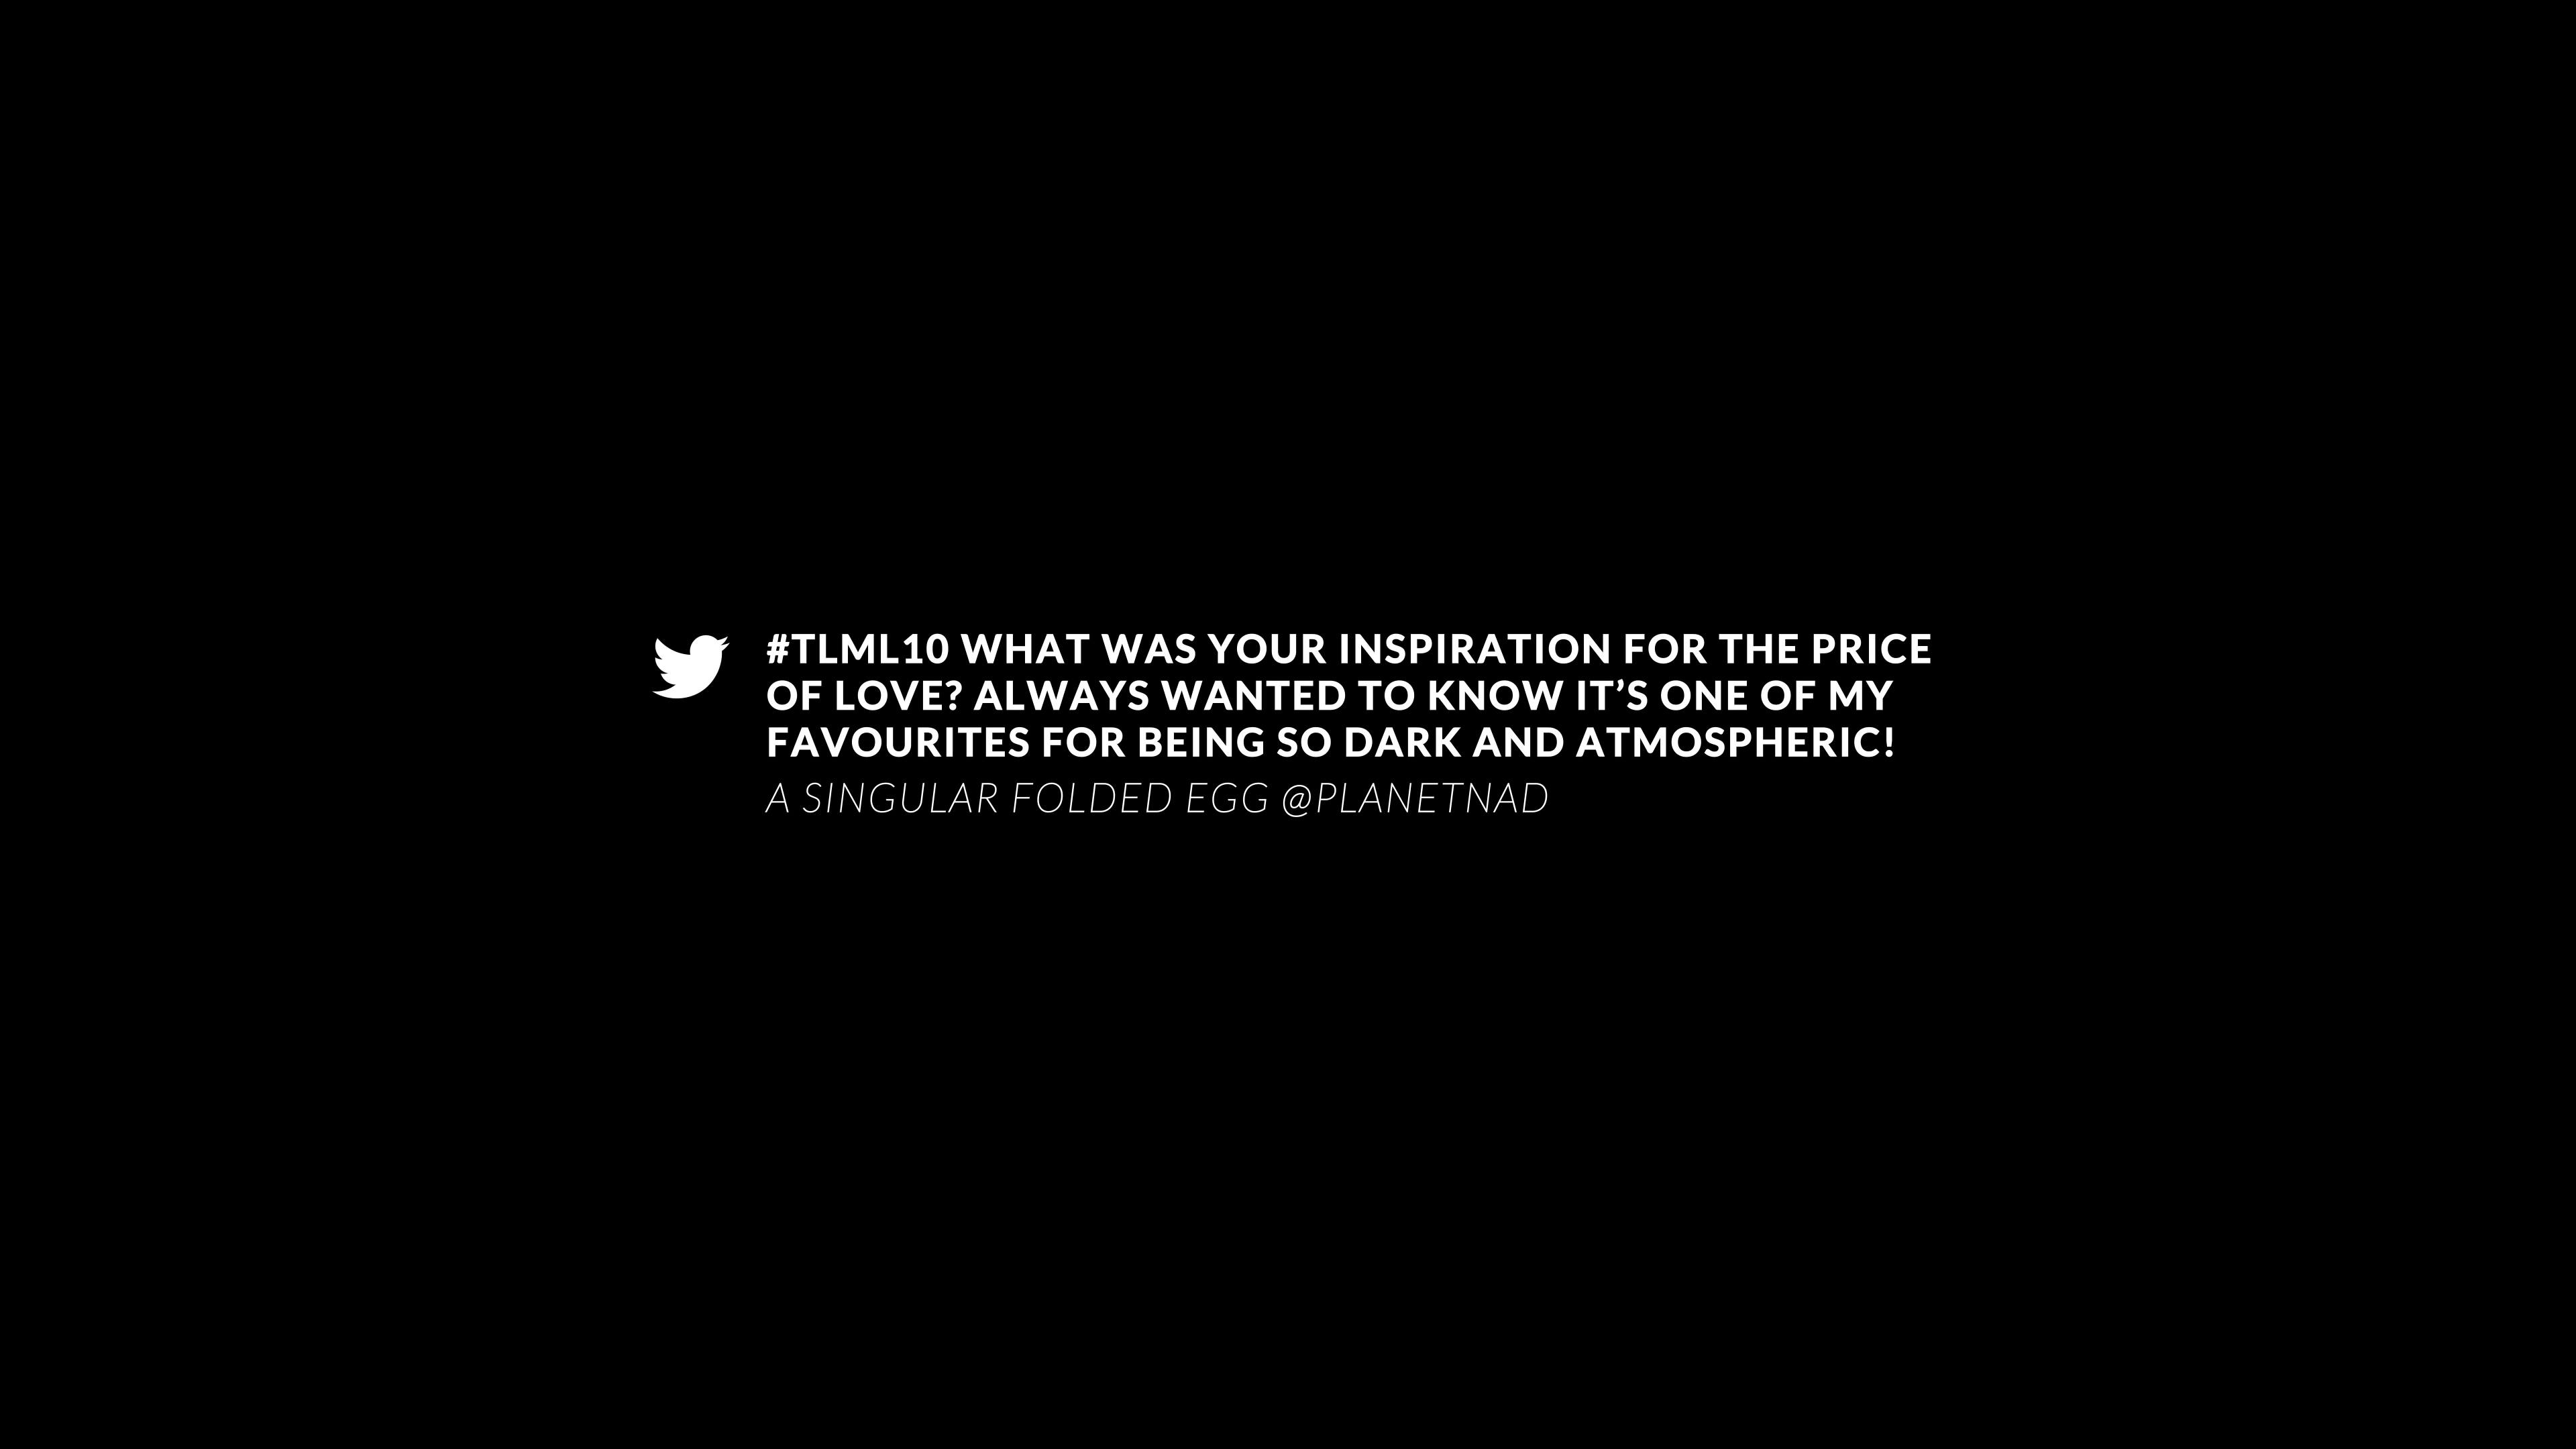 #TLML10 WHAT WAS YOUR INSPIRATION FOR THE PRICE
OF LOVE? ALWAYS WANTED TO KNOW IT’S ONE OF MY
FAVOURITES FOR BEING SO DARK AND ATMOSPHERIC!
A SINGULAR FOLDED EGG @PLANETNAD